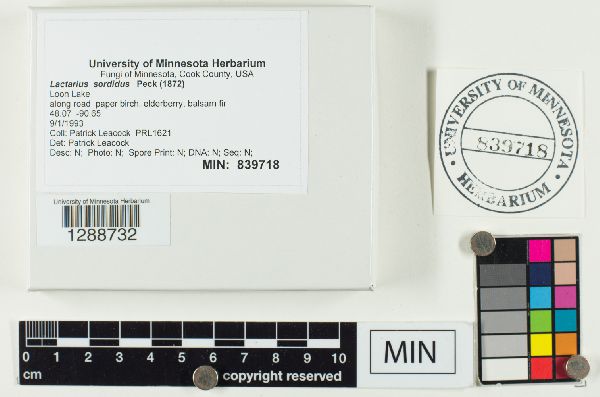 University of Minnesota Herbarium
Fungi of Minnesota, Cook County, USA
Lactarius sordidus Peck (1872)
Loon Lake
along road paper birch, elderberry, balsam fir
48.07 -90.65
9/1/1993
Coll: Patrick Leacock PRL1621
Det: Patrick Leacock
Desc: N; Photo: N; Spore Print: N; DNA: N; Seq: N;
MIN: 839718
University of Minnesota Herbarium
1288732
UNIVERSITY OF MINNESOTA
839718
HERBARIUM
0 1 2 3 4 5 6 7 8 9 10
cm copyright reserved
MIN